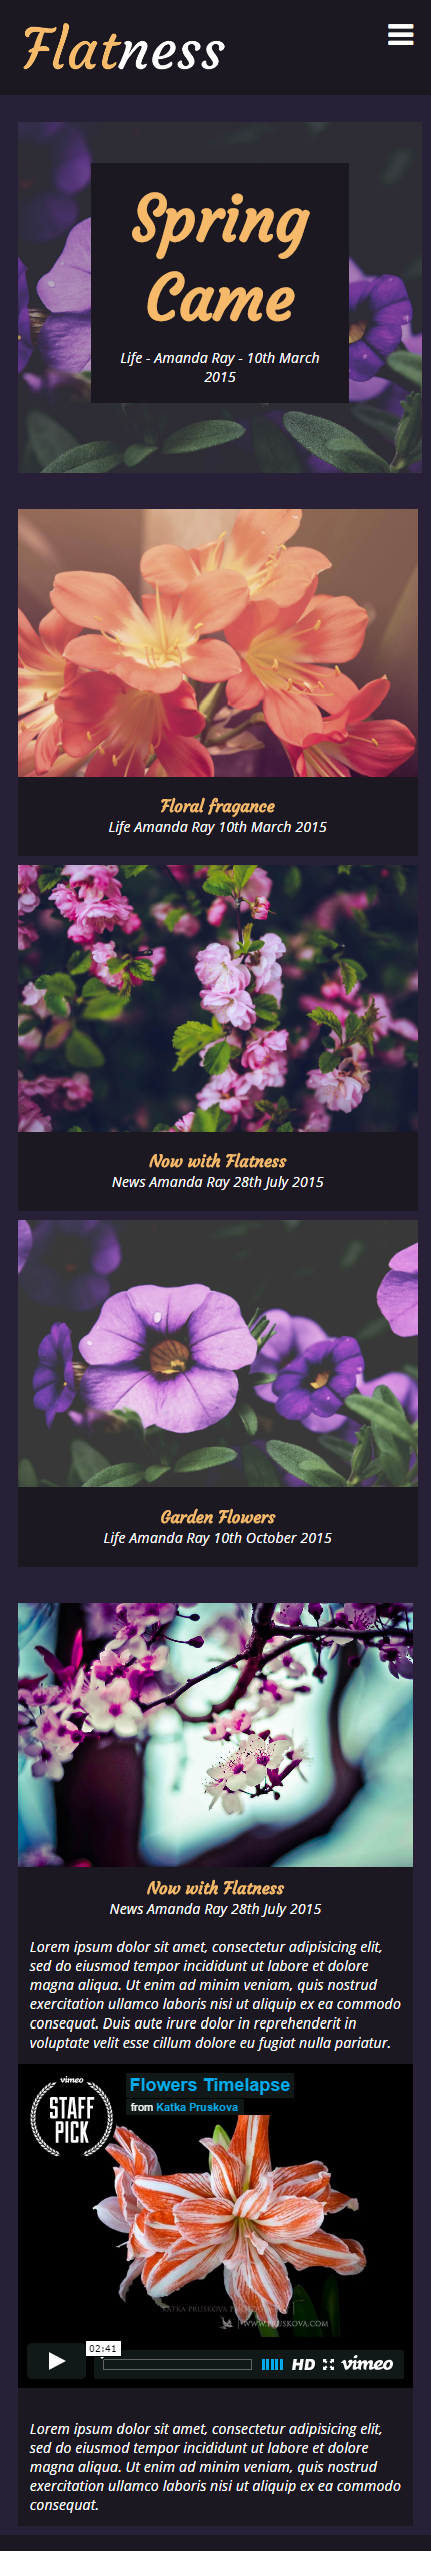 Flatness
Spring
Came
Life - Amanda Ray - 10th March
2015
Floral fragance
Life Amanda Ray 10th March 2015
Now with Flatness
News Amanda Ray 28th July 2015
Garden Flowers
Life Amanda Ray 10th October 2015
Now with Flatness
News Amanda Ray 28th July 2015
Lorem ipsum dolor sit amet, consectetur adipisicing elit,
sed do eiusmod tempor incididunt ut labore et dolore
magna aliqua. Ut enim ad minim veniam, quis nostrud
exercitation ullamco laboris nisi ut aliquip ex ea commodo
consequat. Duis aute irure dolor in reprehenderit in
voluptate velit esse cillum dolore eu fugiat nulla pariatur.
vimeo
STAFF
PICK
Flowers Timelapse
from Katka Pruskova
KATKA PRUSKOVA
WWW.PRUSKOVA.COM
02:41
HD vimeo
Lorem ipsum dolor sit amet, consectetur adipisicing elit,
sed do eiusmod tempor incididunt ut labore et dolore
magna aliqua. Ut enim ad minim veniam, quis nostrud
exercitation ullamco laboris nisi ut aliquip ex ea commodo
consequat.